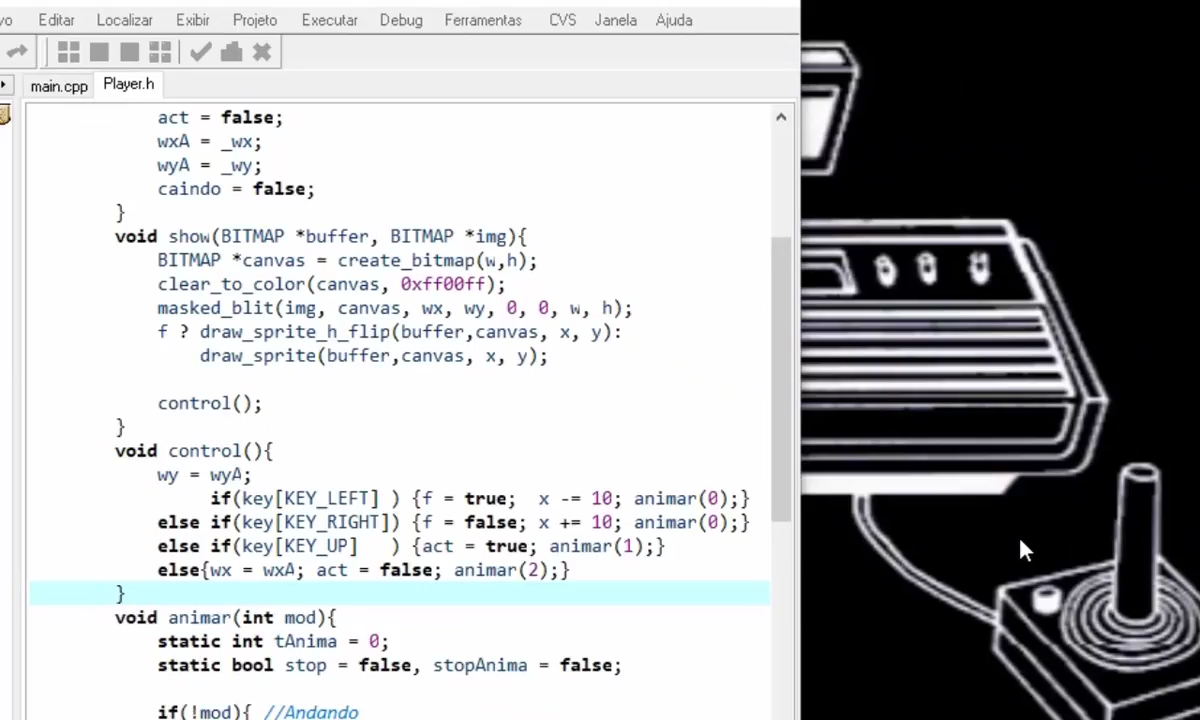 vo Editar Localizar Exibir Projeto Executar Debug Ferramentas CVS Janela Ajuda
main.cpp Player.h
act = false;
wxA = _wx;
wyA = _wy;
caindo = false;
}
void show(BITMAP *buffer, BITMAP *img){
BITMAP *canvas = create_bitmap(w,h);
clear_to_color(canvas, 0xff00ff);
masked_blit(img, canvas, wx, wy, 0, 0, w, h);
f ? draw_sprite_h_flip(buffer,canvas, x, y):
draw_sprite(buffer,canvas, x, y);
control();
}
void control(){
wy = wyA;
if(key[KEY_LEFT] ) {f = true;  x -= 10; animar(0);}
else if(key[KEY_RIGHT]) {f = false; x += 10; animar(0);}
else if(key[KEY_UP]   ) {act = true; animar(1);}
else{wx = wxA; act = false; animar(2);}
}
void animar(int mod){
static int tAnima = 0;
static bool stop = false, stopAnima = false;
if(!mod){ //Andando